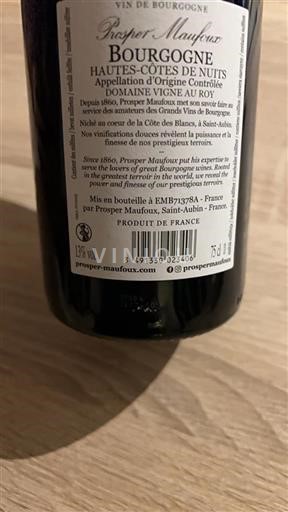 VIN DE BOURGOGNE
Prosper Maufoux
BOURGOGNE
HAUTES-CÔTES DE NUITS
Appellation d'Origine Contrôlée
DOMAINE VIGNE AU ROY
Depuis 1860, Prosper Maufoux met son savoir faire au
service des amateurs des Grands Vins de Bourgogne.
Niché au coeur de la Côte des Blancs, à Saint-Aubin.
Nos vinifications douces révèlent la puissance et la
finesse de nos prestigieux terroirs.
Since 1860, Prosper Maufoux put his expertise to
serve the lovers of great Bourgogne wines. Rooted
in the greatest terroir in the world, we reveal the
power and finesse of our prestigious terroirs.
Mis en bouteille à EMB71378A - France
par Prosper Maufoux, Saint-Aubin - France.
PRODUIT DE FRANCE
13% vol.
VINOTED
75 cl
3 491350 023406
prosper-maufoux.com
prospermaufoux